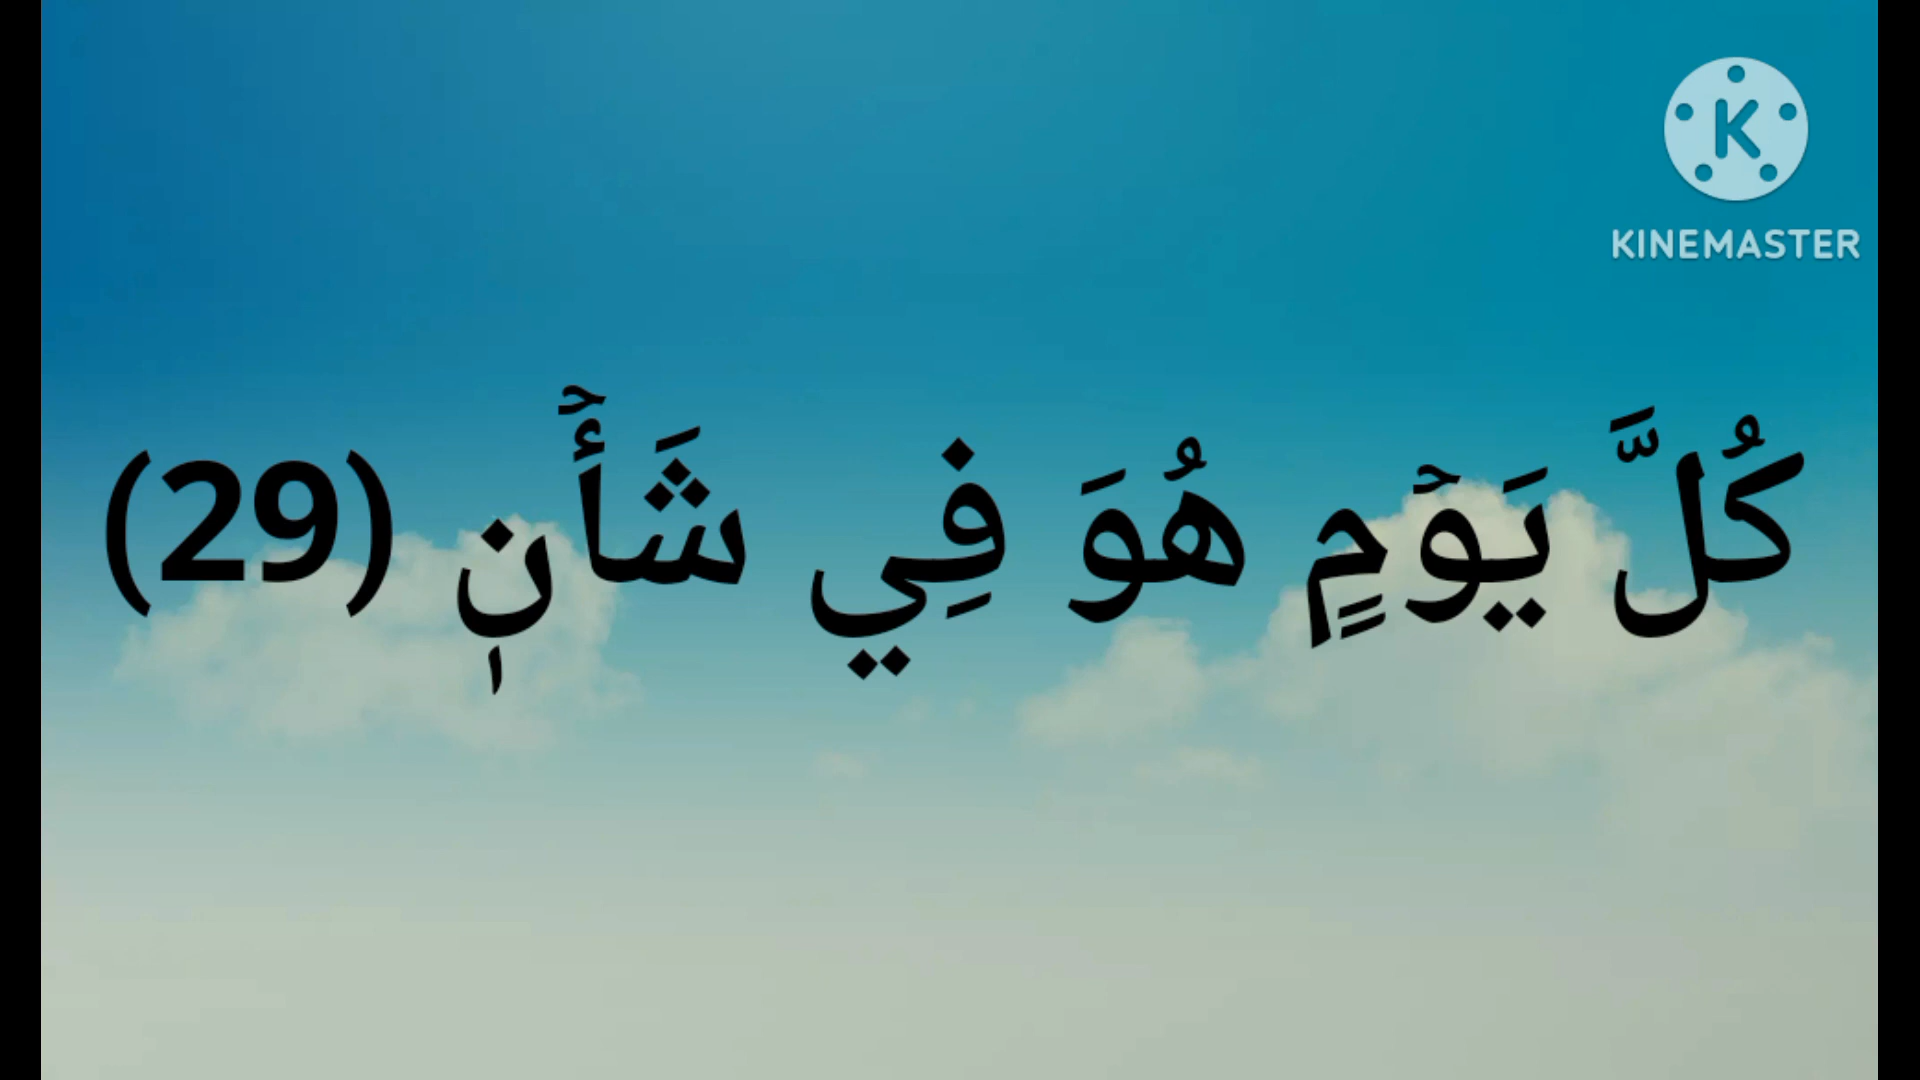 KINEMASTER
كُلَّ يَوۡمٍ هُوَ فِي شَأۡنٖ (29)